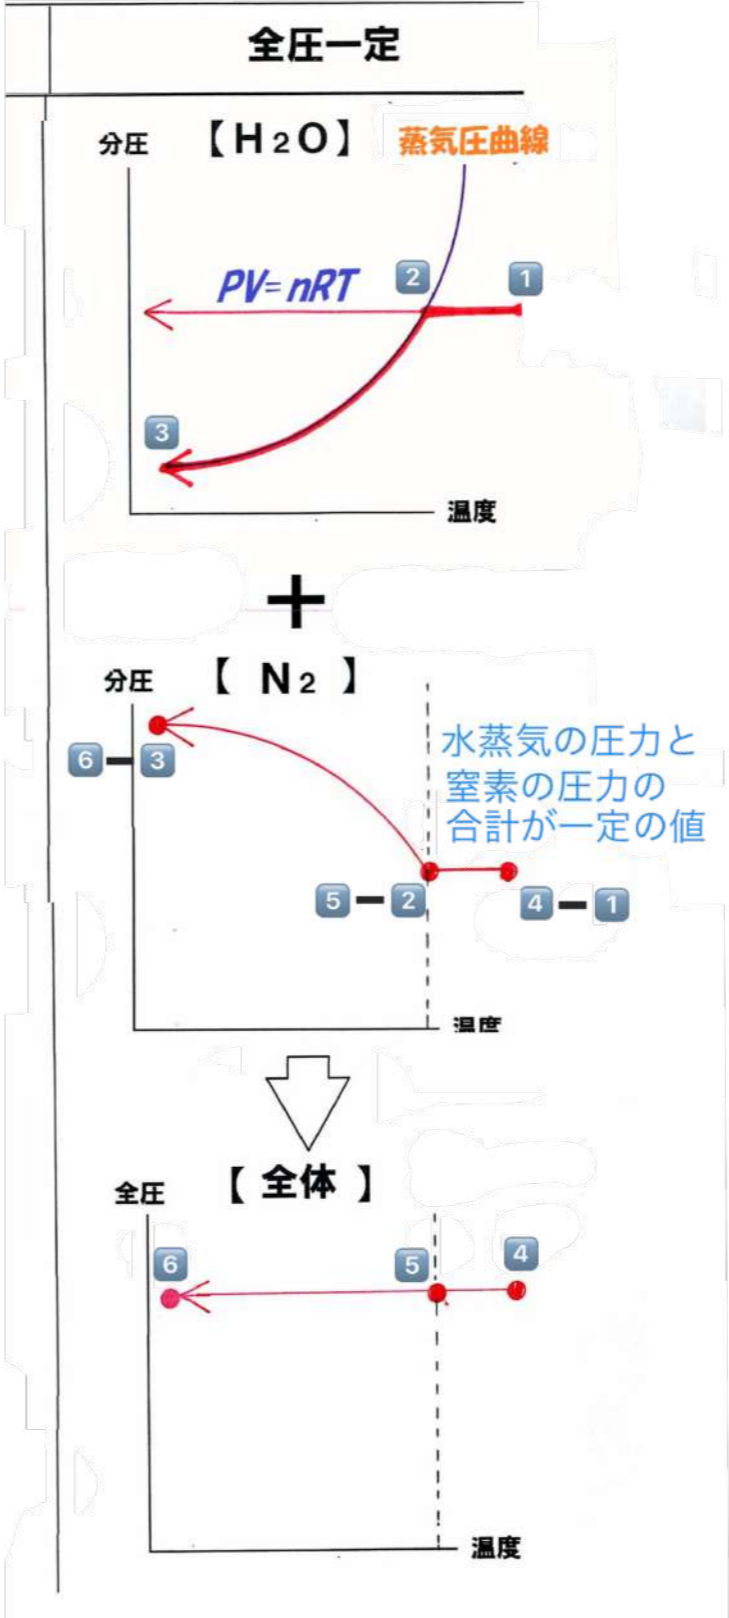 全圧一定
分圧 【H2O】 蒸気圧曲線
PV=nRT 2 1
3
温度
+
分圧 【 N2 】
水蒸気の圧力と
6 ー 3
窒素の圧力の
合計が一定の値
5 ー 2 4 ー 1
温度
全圧 【 全体 】
6 5 4
温度